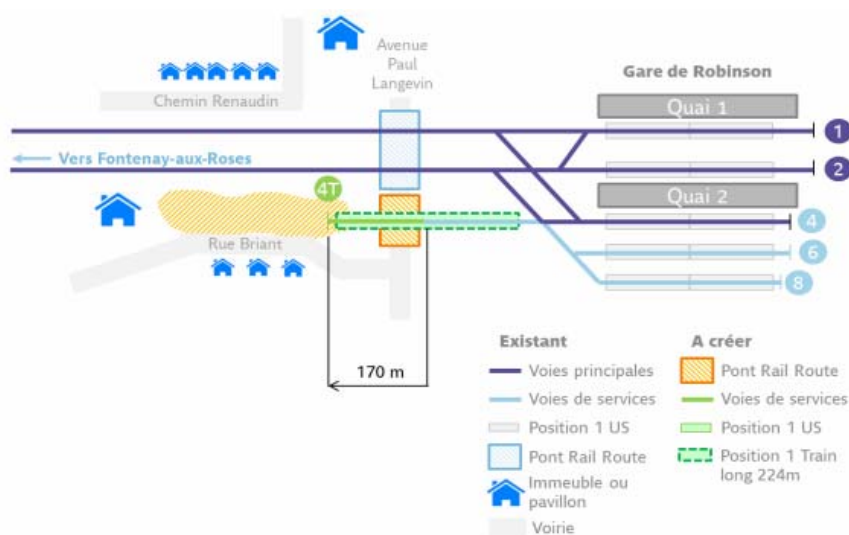 Avenue
Paul
Langevin
Gare de Robinson
Chemin Renaudin
Quai 1
1
Vers Fontenay-aux-Roses
2
4T
Quai 2
4
Rue Briant
6
8
170 m
Existant
Voies principales
Voies de services
Position 1 US
Pont Rail Route
Immeuble ou
pavillon
Voirie
A créer
Pont Rail Route
Voies de services
Position 1 US
Position 1 Train
long 224m